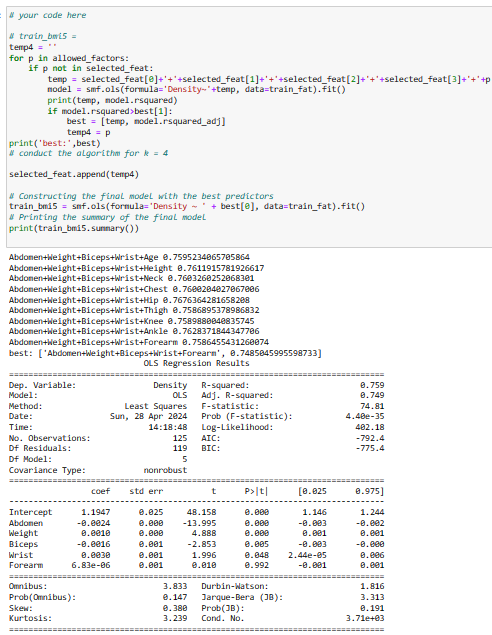 # your code here
# train_bmi5 =
temp4 = ''
for p in allowed_factors:
if p not in selected_feat:
temp = selected_feat[0]+'+'+selected_feat[1]+'+'+selected_feat[2]+'+'+selected_feat[3]+'+'+p
model = smf.ols(formula='Density~'+temp, data=train_fat).fit()
print(temp, model.rsquared)
if model.rsquared>best[1]:
best = [temp, model.rsquared_adj]
temp4 = p
print('best:',best)
# conduct the algorithm for k = 4
selected_feat.append(temp4)
# Constructing the final model with the best predictors
train_bmi5 = smf.ols(formula='Density ~ ' + best[0], data=train_fat).fit()
# Printing the summary of the final model
print(train_bmi5.summary())
Abdomen+Weight+Biceps+Wrist+Age 0.7595234065705864
Abdomen+Weight+Biceps+Wrist+Height 0.7611915781926617
Abdomen+Weight+Biceps+Wrist+Neck 0.7603260252068301
Abdomen+Weight+Biceps+Wrist+Chest 0.7600204027067006
Abdomen+Weight+Biceps+Wrist+Hip 0.7676364281658208
Abdomen+Weight+Biceps+Wrist+Thigh 0.7586895378986832
Abdomen+Weight+Biceps+Wrist+Knee 0.7589880040835745
Abdomen+Weight+Biceps+Wrist+Ankle 0.7628371844347706
Abdomen+Weight+Biceps+Wrist+Forearm 0.7586455431260074
best: ['Abdomen+Weight+Biceps+Wrist+Forearm', 0.7485045995598733]
OLS Regression Results
Dep. Variable: Density R-squared: 0.759
Model: OLS Adj. R-squared: 0.749
Method: Least Squares F-statistic: 74.81
Date: Sun, 28 Apr 2024 Prob (F-statistic): 4.40e-35
Time: 14:18:48 Log-Likelihood: 402.18
No. Observations: 125 AIC: -792.4
Df Residuals: 119 BIC: -775.4
Df Model: 5
Covariance Type: nonrobust
coef std err t P>|t| [0.025 0.975]
Intercept 1.1947 0.025 48.158 0.000 1.146 1.244
Abdomen -0.0024 0.000 -13.995 0.000 -0.003 -0.002
Weight 0.0010 0.000 4.888 0.000 0.001 0.001
Biceps -0.0016 0.001 -2.853 0.005 -0.003 -0.000
Wrist 0.0030 0.001 1.996 0.048 2.44e-05 0.006
Forearm 6.83e-06 0.001 0.010 0.992 -0.001 0.001
Omnibus: 3.833 Durbin-Watson: 1.816
Prob(Omnibus): 0.147 Jarque-Bera (JB): 3.313
Skew: 0.380 Prob(JB): 0.191
Kurtosis: 3.239 Cond. No. 3.71e+03